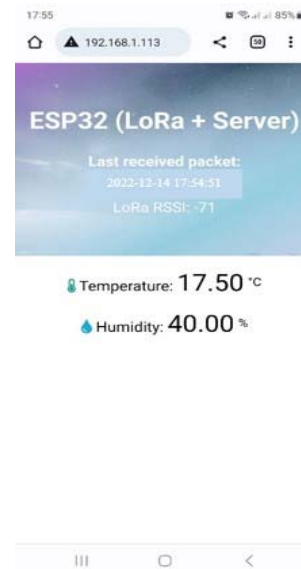 17:55
85%
192.168.1.113
50
ESP32 (LoRa + Server)
Last received packet:
2022-12-14 17:54:51
LoRa RSSI: -71
Temperature: 17.50 °C
Humidity: 40.00 %